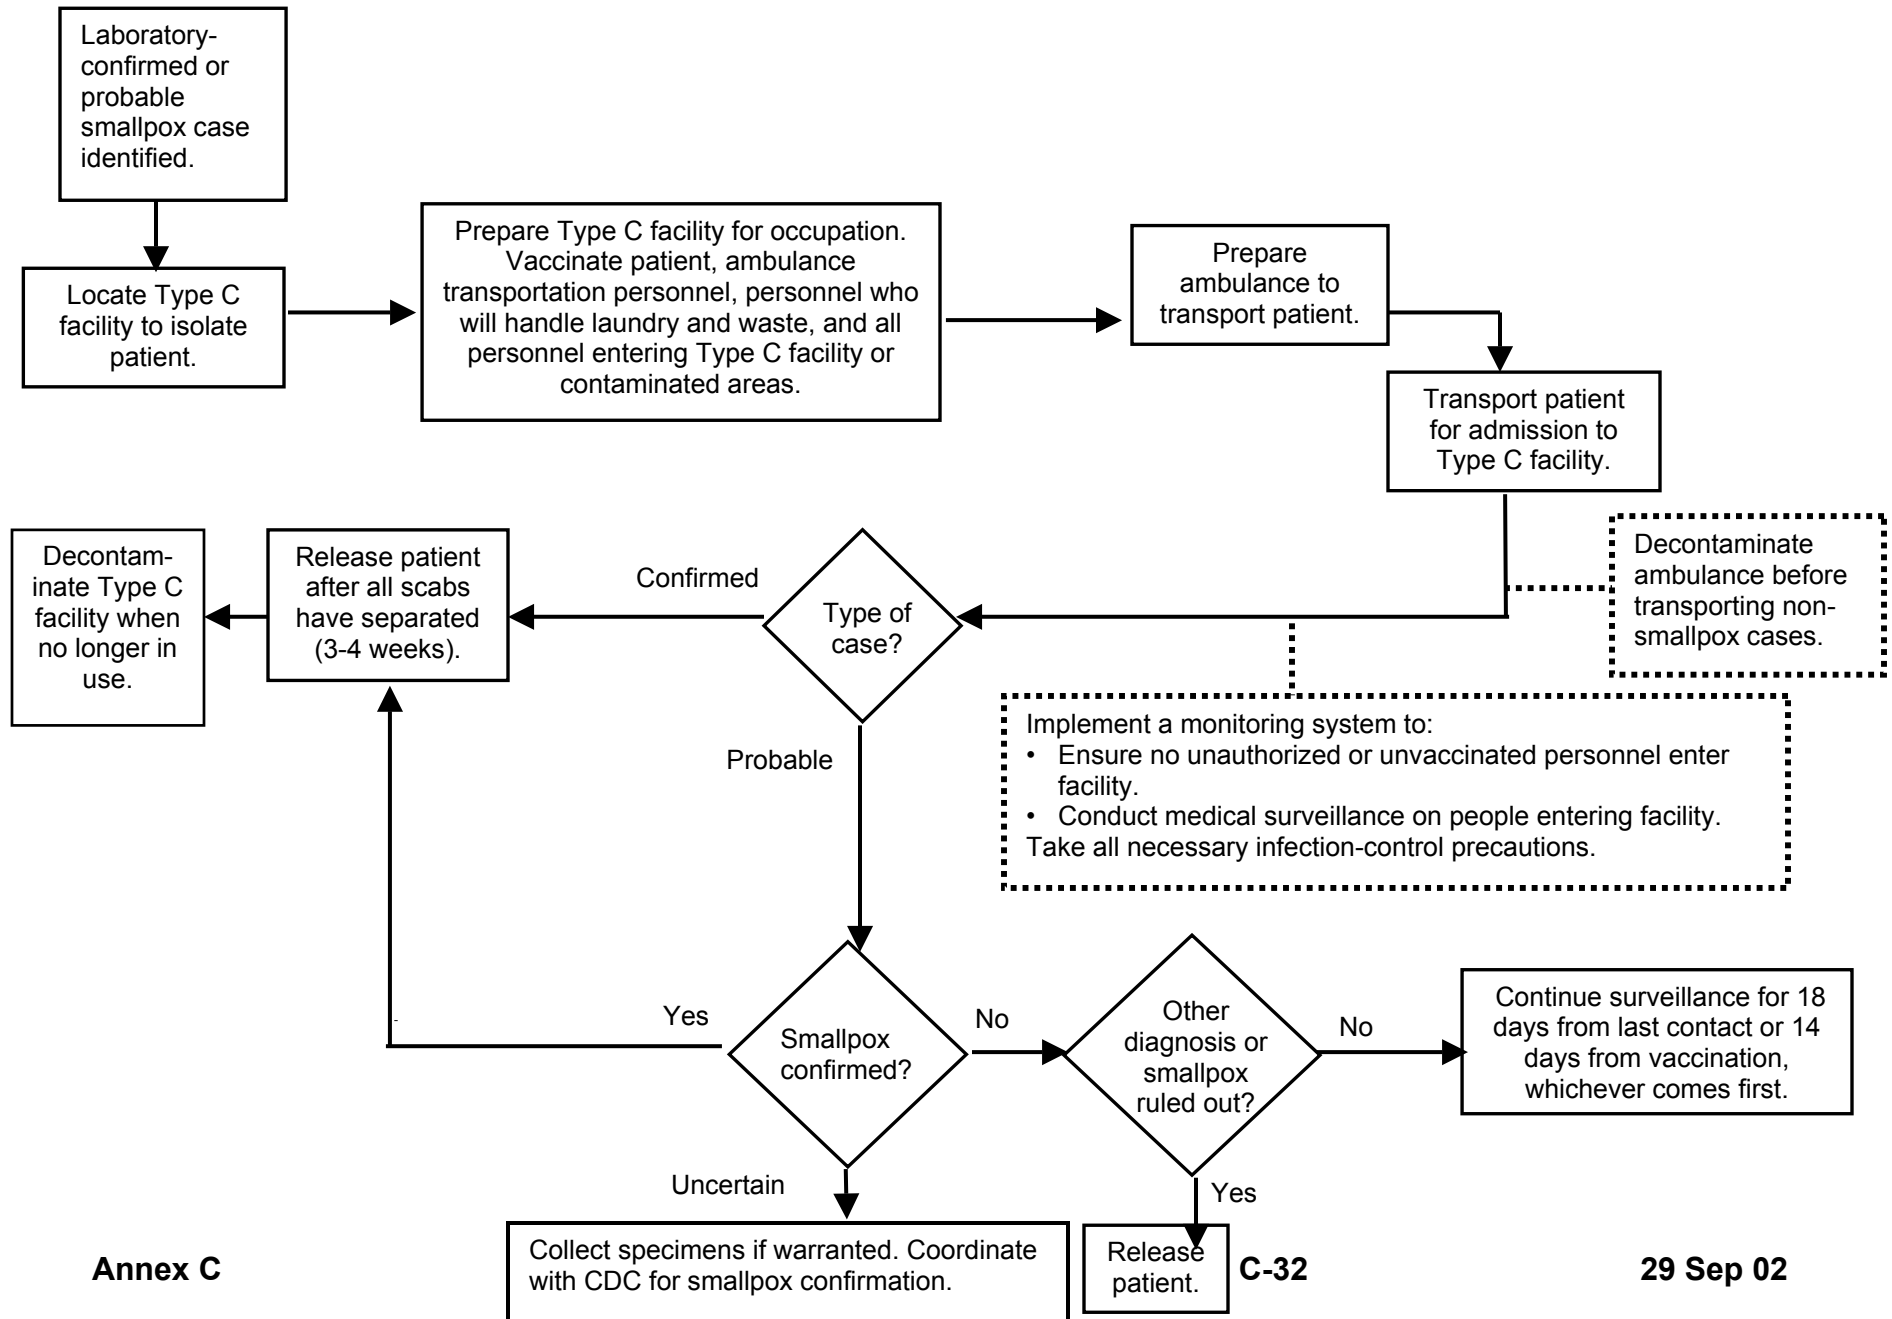 Laboratory-
confirmed or
probable
smallpox case
identified.
Locate Type C
facility to isolate
patient.
Prepare Type C facility for occupation.
Vaccinate patient, ambulance
transportation personnel, personnel who
will handle laundry and waste, and all
personnel entering Type C facility or
contaminated areas.
Prepare
ambulance to
transport patient.
Transport patient
for admission to
Type C facility.
Decontaminate
ambulance before
transporting non-
smallpox cases.
Implement a monitoring system to:
• Ensure no unauthorized or unvaccinated personnel enter
facility.
• Conduct medical surveillance on people entering facility.
Take all necessary infection-control precautions.
Type of
case?
Confirmed
Release patient
after all scabs
have separated
(3-4 weeks).
Decontam-
inate Type C
facility when
no longer in
use.
Probable
Smallpox
confirmed?
Yes
No
Other
diagnosis or
smallpox
ruled out?
No
Continue surveillance for 18
days from last contact or 14
days from vaccination,
whichever comes first.
Uncertain
Collect specimens if warranted. Coordinate
with CDC for smallpox confirmation.
Yes
Release
patient.
Annex C
C-32
29 Sep 02